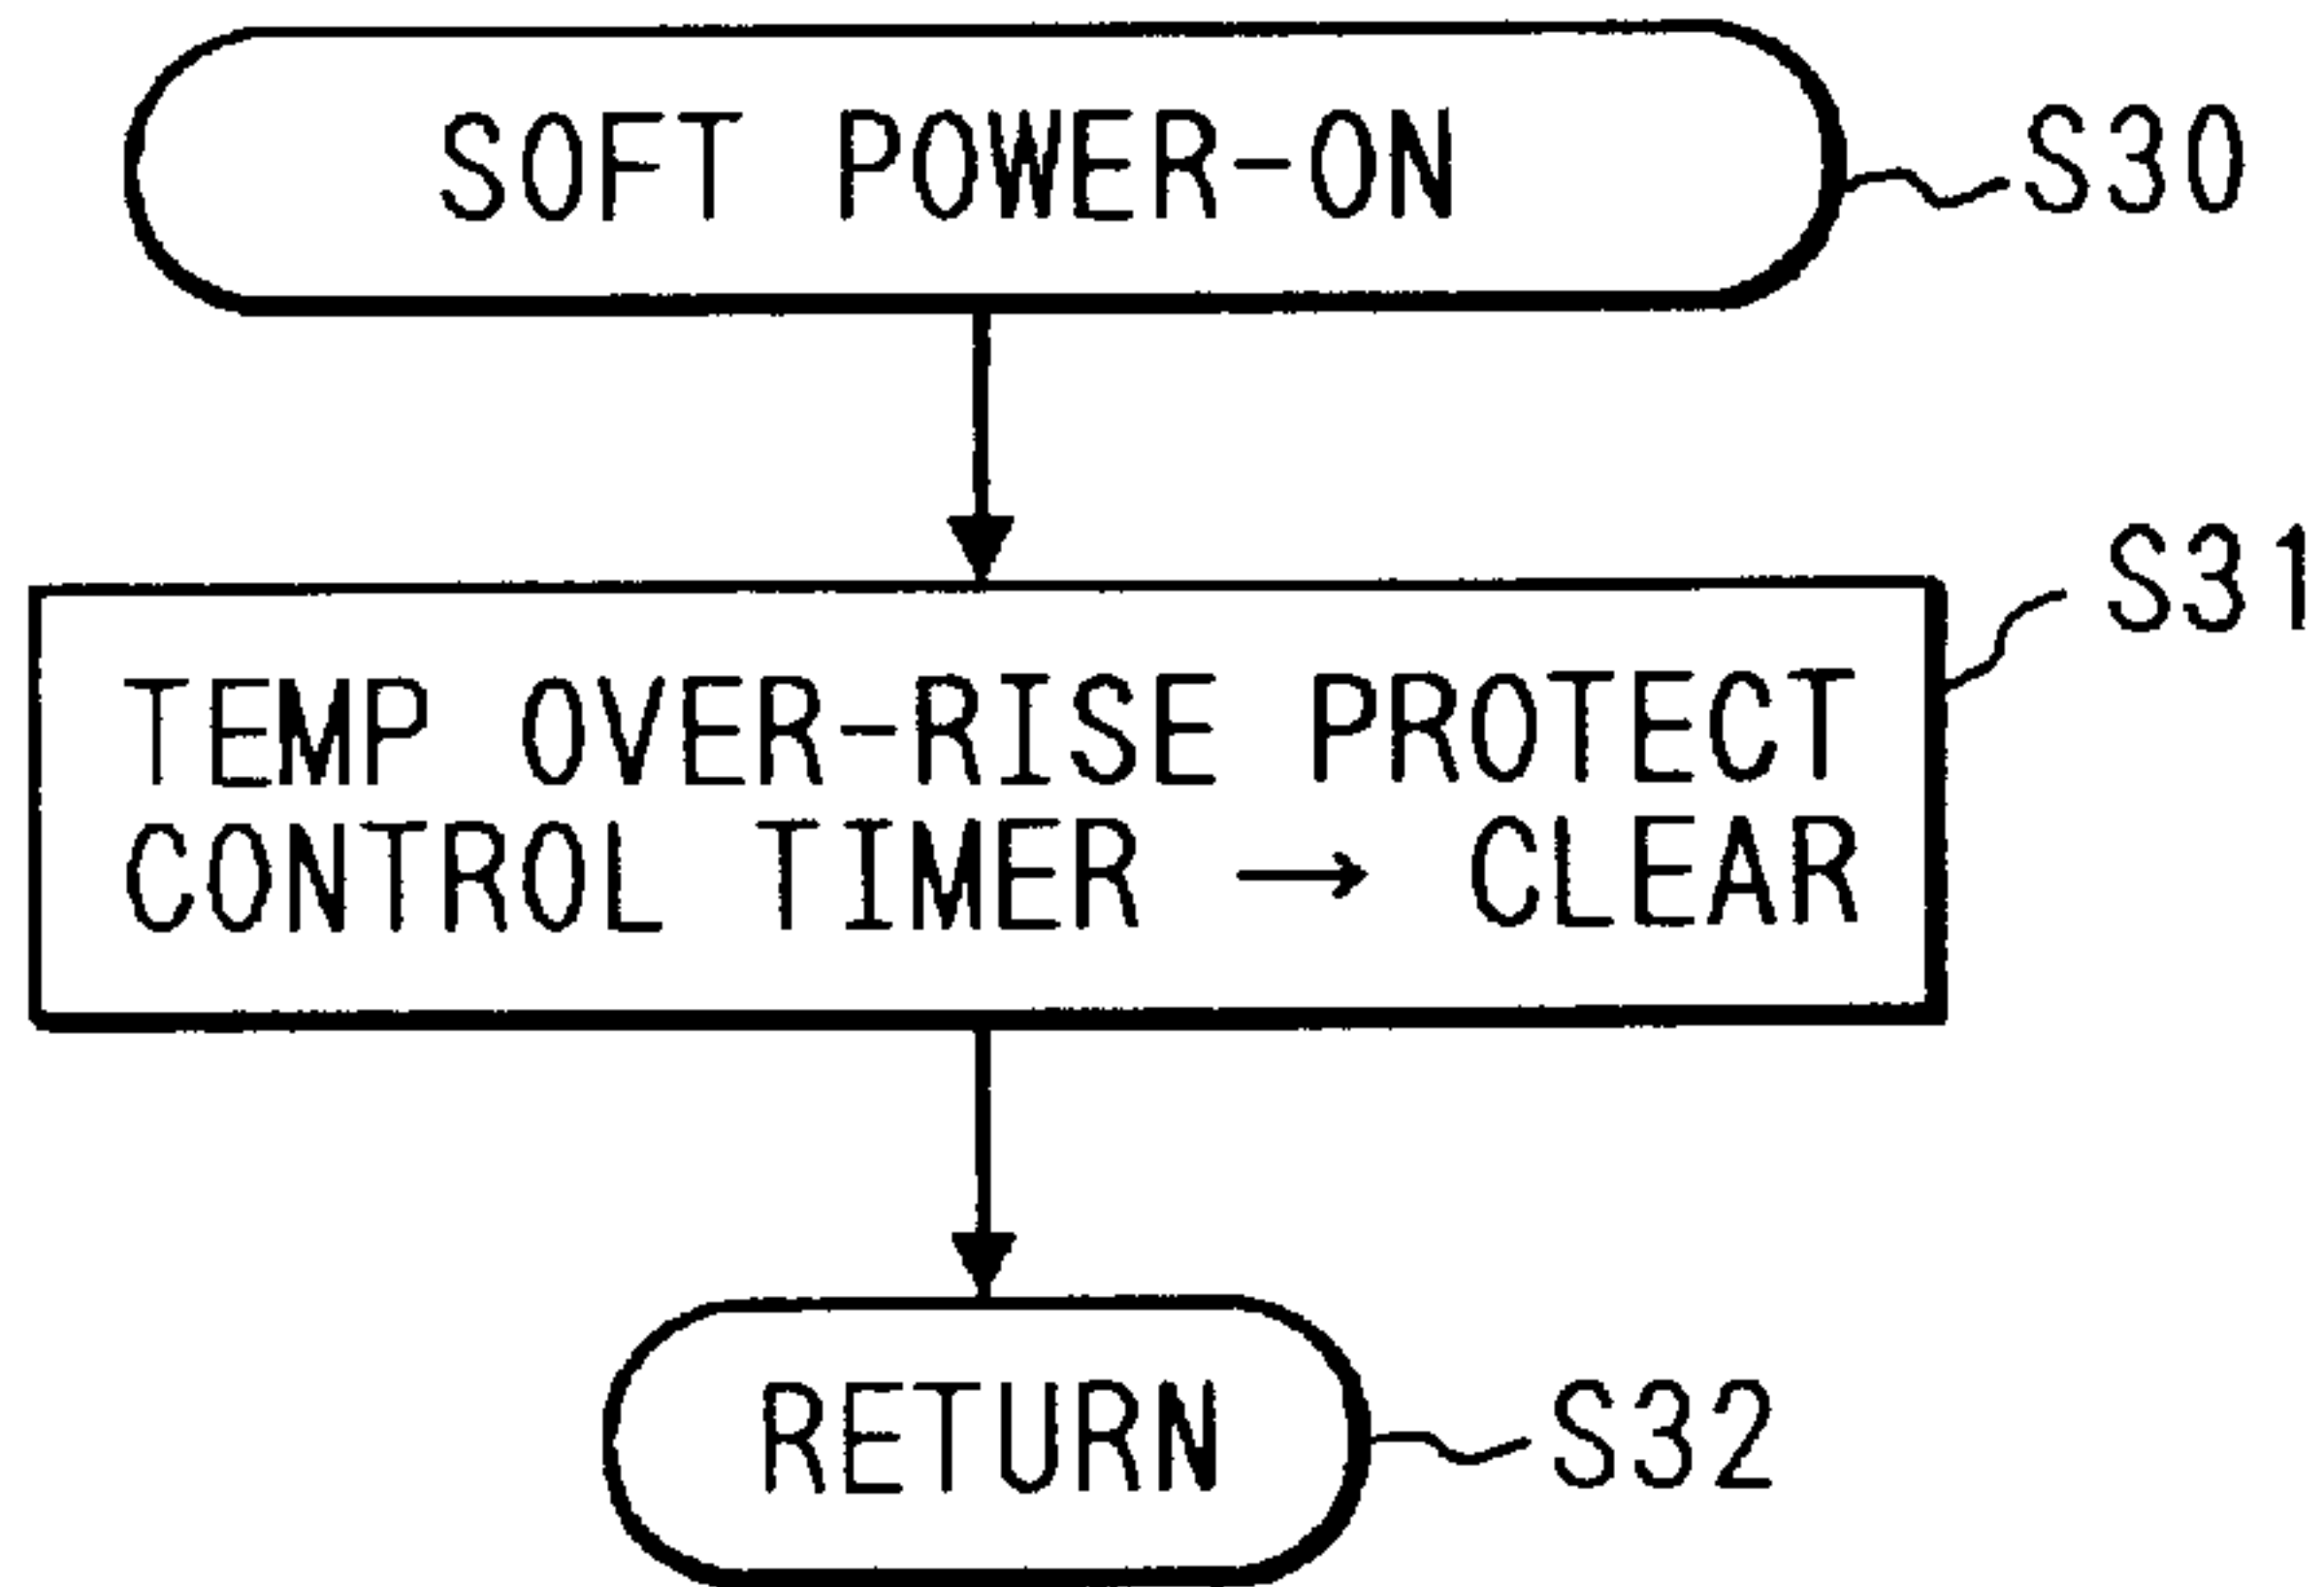 SOFT POWER-ON
S30
S31
TEMP OVER-RISE PROTECT
CONTROL TIMER → CLEAR
RETURN
S32